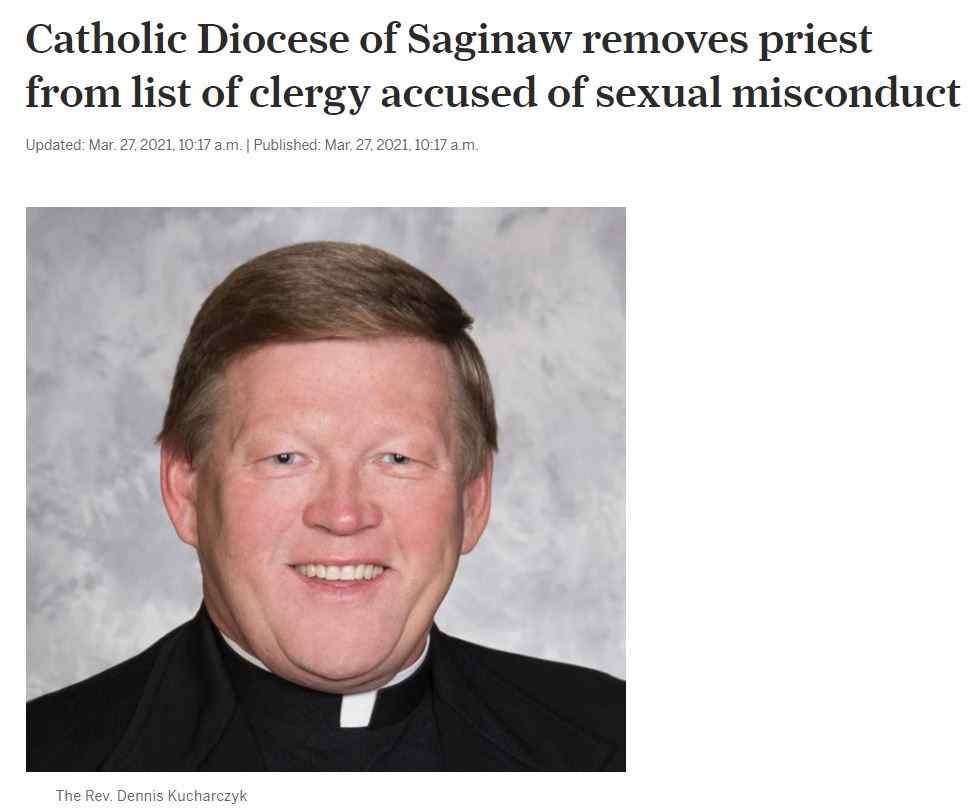 Catholic Diocese of Saginaw removes priest
from list of clergy accused of sexual misconduct
Updated: Mar. 27, 2021, 10:17 a.m. | Published: Mar. 27, 2021, 10:17 a.m.
The Rev. Dennis Kucharczyk